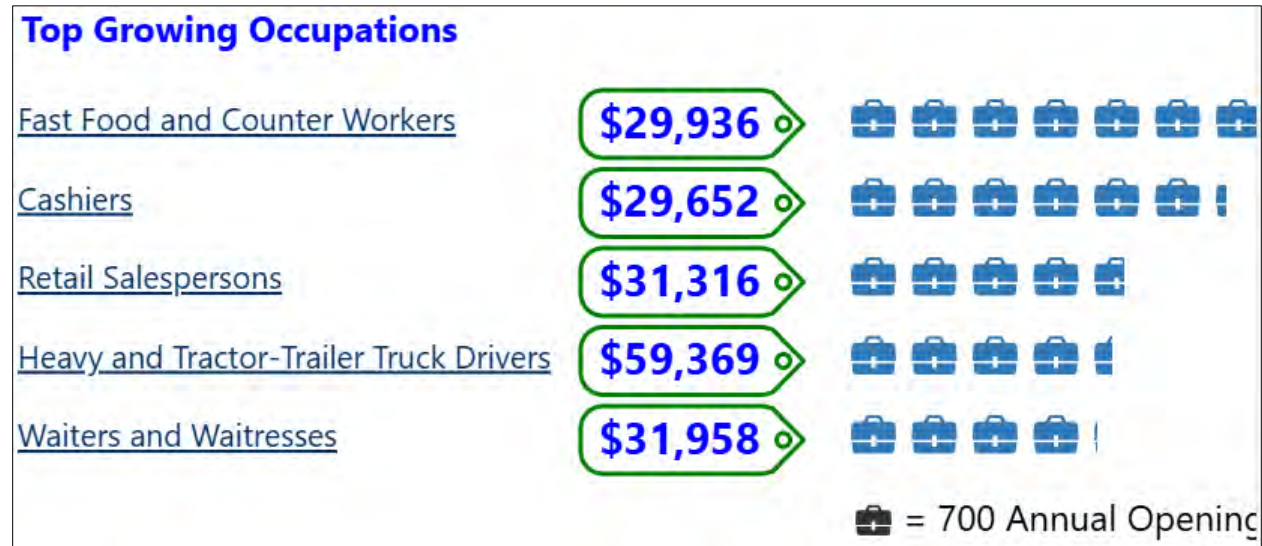 Top Growing Occupations
Fast Food and Counter Workers $29,936
Cashiers $29,652
Retail Salespersons $31,316
Heavy and Tractor-Trailer Truck Drivers $59,369
Waiters and Waitresses $31,958
= 700 Annual Opening